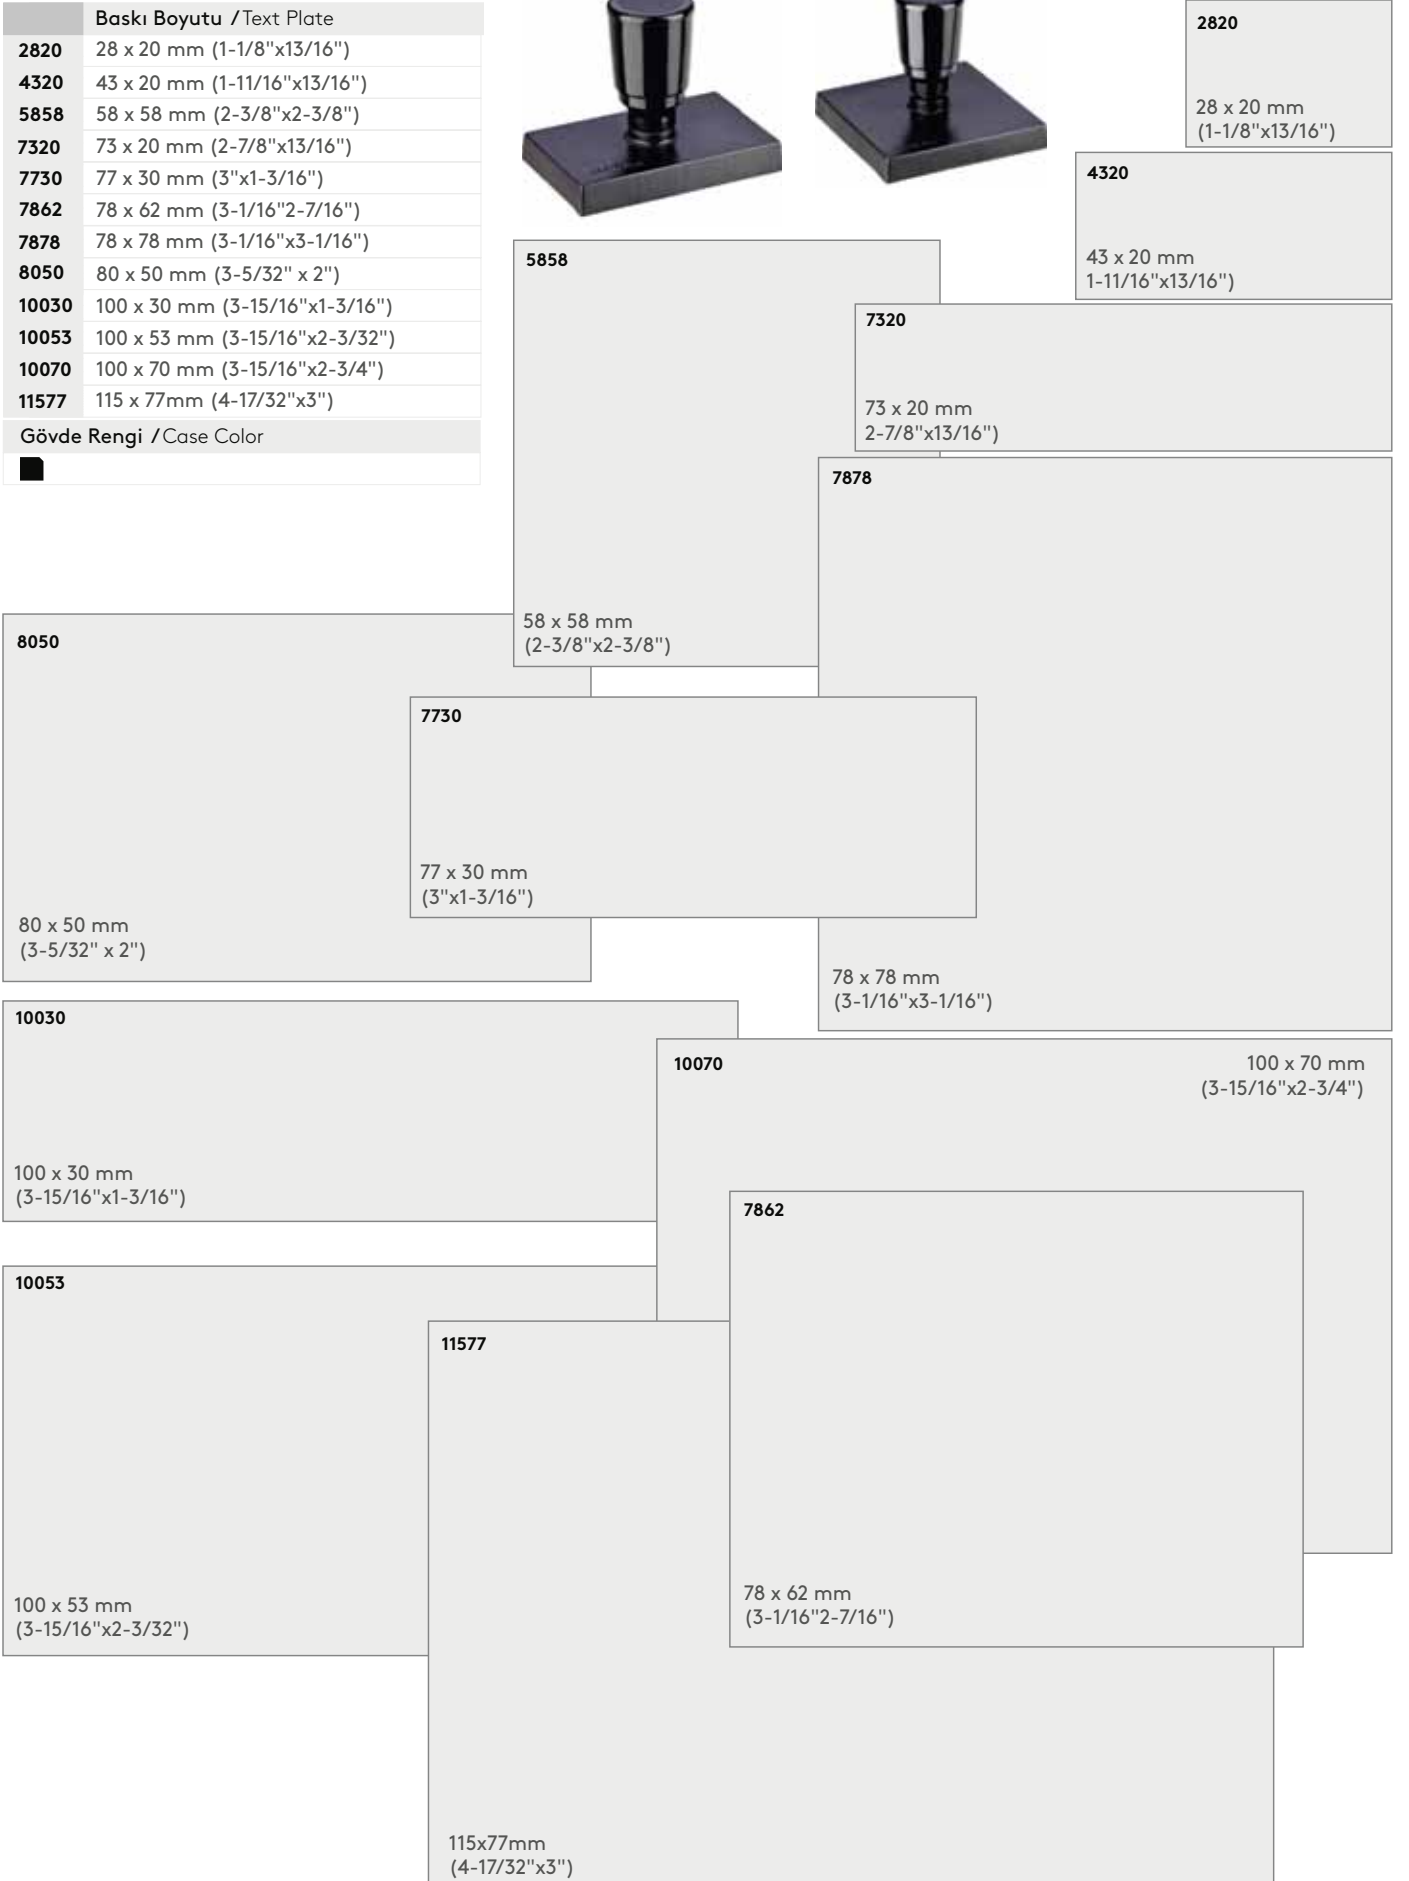 Baskı Boyutu / Text Plate
2820 28 x 20 mm (1-1/8"x13/16")
4320 43 x 20 mm (1-11/16"x13/16")
5858 58 x 58 mm (2-3/8"x2-3/8")
7320 73 x 20 mm (2-7/8"x13/16")
7730 77 x 30 mm (3"x1-3/16")
7862 78 x 62 mm (3-1/16"2-7/16")
7878 78 x 78 mm (3-1/16"x3-1/16")
8050 80 x 50 mm (3-5/32" x 2")
10030 100 x 30 mm (3-15/16"x1-3/16")
10053 100 x 53 mm (3-15/16"x2-3/32")
10070 100 x 70 mm (3-15/16"x2-3/4")
11577 115 x 77mm (4-17/32"x3")
Gövde Rengi / Case Color
2820
28 x 20 mm
(1-1/8"x13/16")
4320
43 x 20 mm
1-11/16"x13/16")
5858
58 x 58 mm
(2-3/8"x2-3/8")
7320
73 x 20 mm
2-7/8"x13/16")
7878
78 x 78 mm
(3-1/16"x3-1/16")
8050
80 x 50 mm
(3-5/32" x 2")
7730
77 x 30 mm
(3"x1-3/16")
10030
100 x 30 mm
(3-15/16"x1-3/16")
10070
100 x 70 mm
(3-15/16"x2-3/4")
7862
78 x 62 mm
(3-1/16"2-7/16")
10053
100 x 53 mm
(3-15/16"x2-3/32")
11577
115x77mm
(4-17/32"x3")